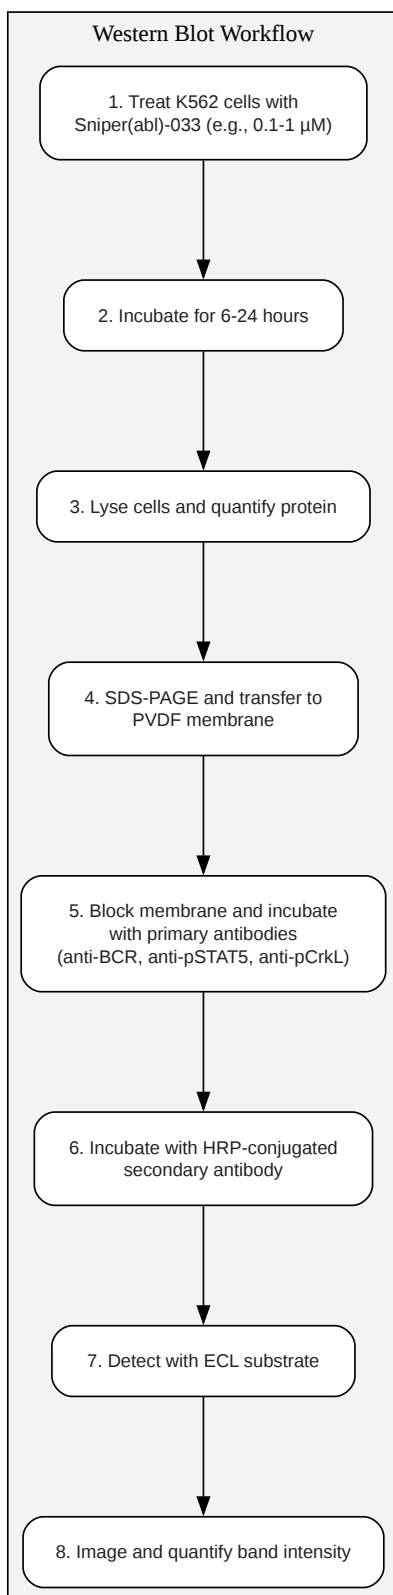 Western Blot Workflow
1. Treat K562 cells with
Sniper(abl)-033 (e.g., 0.1-1 µM)
2. Incubate for 6-24 hours
3. Lyse cells and quantify protein
4. SDS-PAGE and transfer to
PVDF membrane
5. Block membrane and incubate
with primary antibodies
(anti-BCR, anti-pSTAT5, anti-pCrkL)
6. Incubate with HRP-conjugated
secondary antibody
7. Detect with ECL substrate
8. Image and quantify band intensity